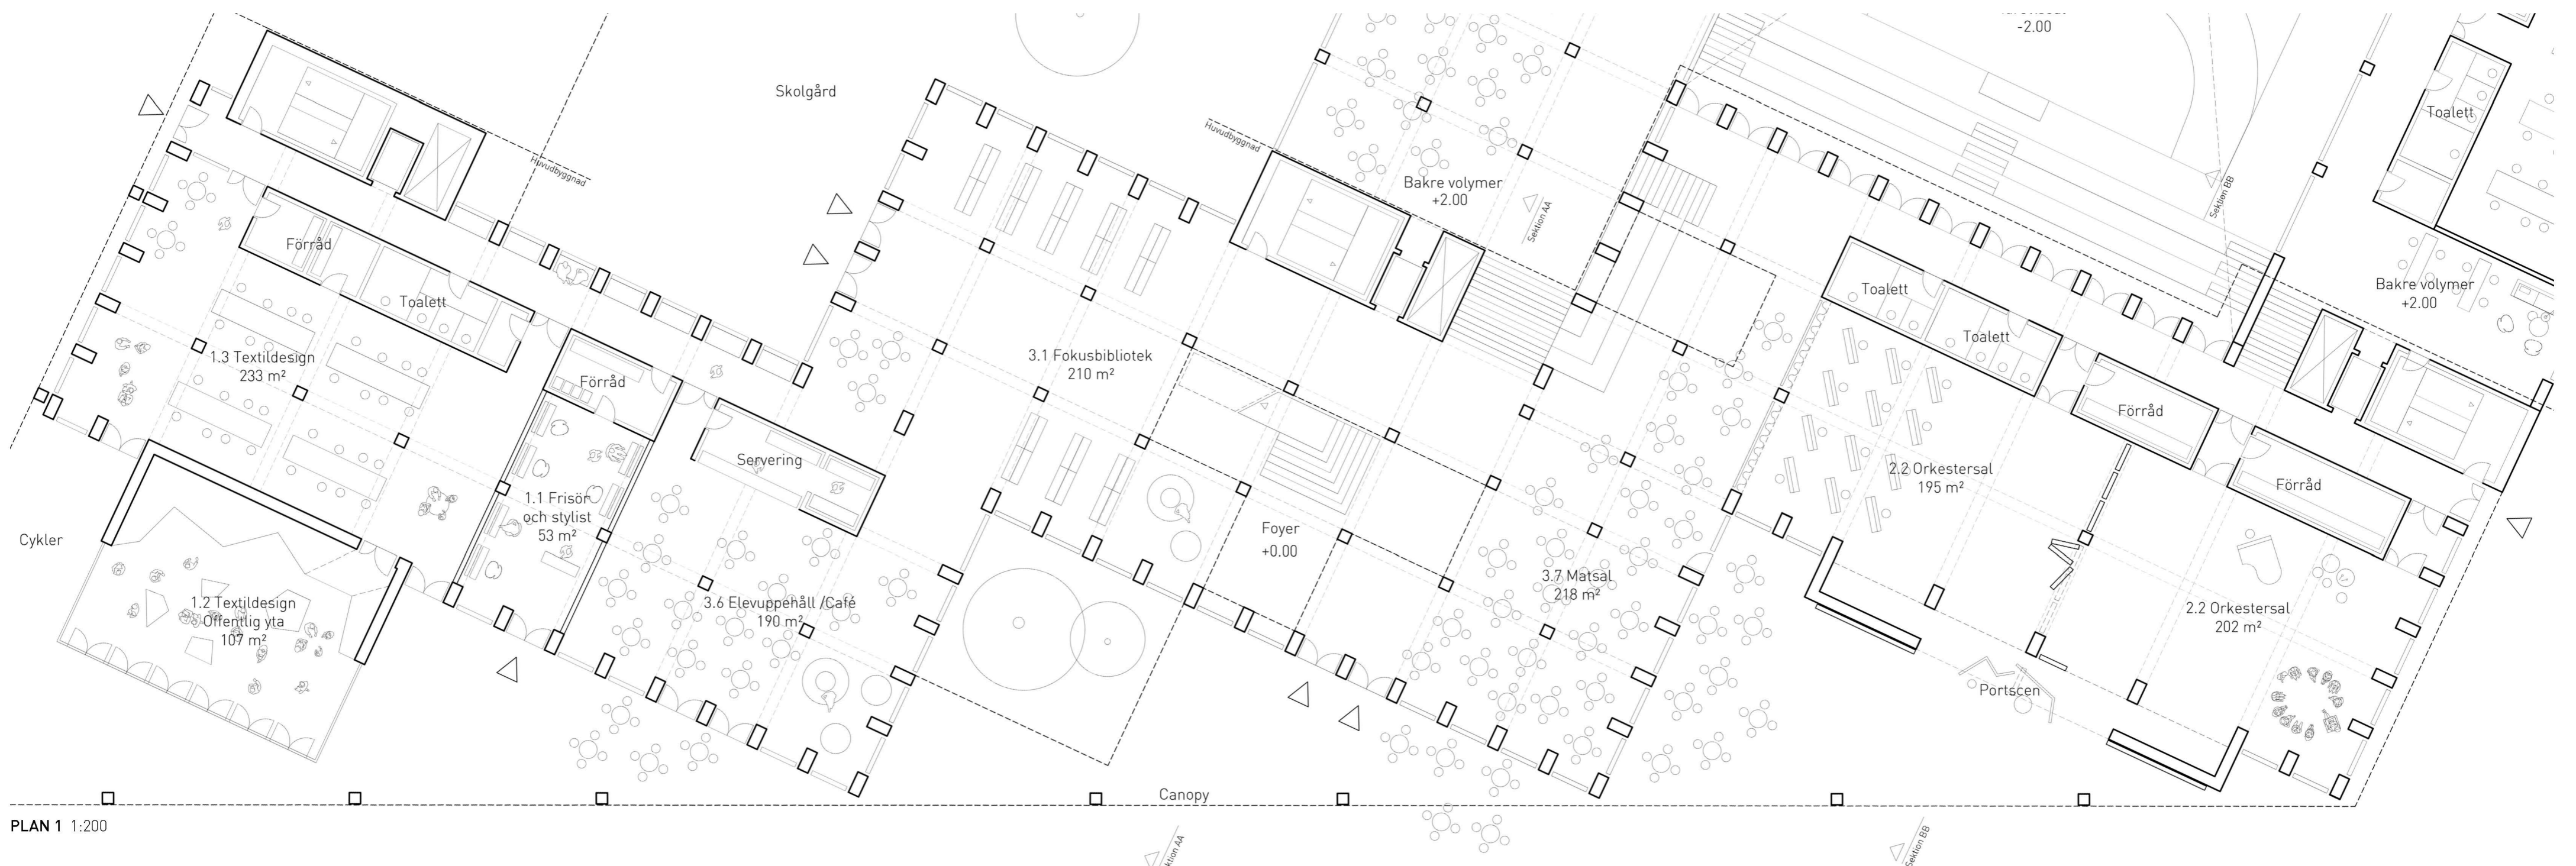 -2.00
Skolgård
Toalett
Huvudbyggnad
Huvudbyggnad
Bakre volymer
+2.00
Sektion AA
Sektion BB
Förråd
Toalett
Toalett
Toalett
Bakre volymer
+2.00
1.3 Textildesign
233 m²
3.1 Fokusbibliotek
210 m²
Förråd
Förråd
Servering
2.2 Orkestersal
195 m²
Förråd
1.1 Frisör
och stylist
53 m²
Cykler
Foyer
+0.00
3.7 Matsal
218 m²
1.2 Textildesign
Offentlig yta
107 m²
3.6 Elevuppehåll /Café
190 m²
2.2 Orkestersal
202 m²
Portscen
Canopy
PLAN 1 1:200
Sektion BB